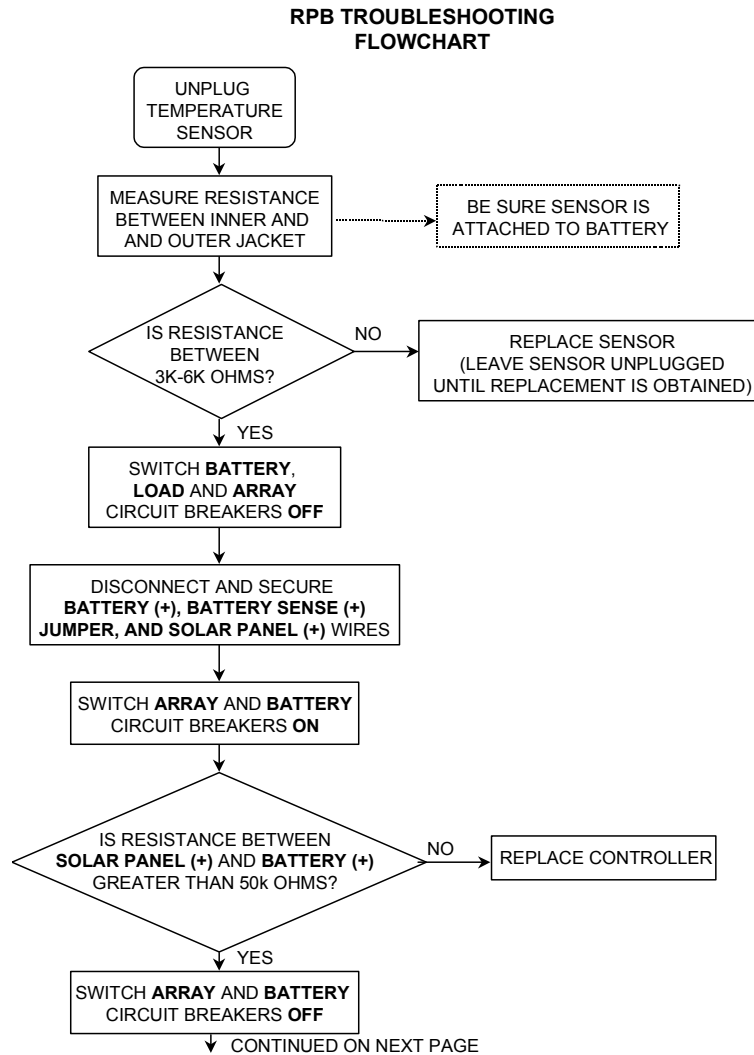 RPB TROUBLESHOOTING
FLOWCHART
UNPLUG
TEMPERATURE
SENSOR
MEASURE RESISTANCE
BETWEEN INNER AND
AND OUTER JACKET
BE SURE SENSOR IS
ATTACHED TO BATTERY
IS RESISTANCE
BETWEEN
3K-6K OHMS?
NO
REPLACE SENSOR
(LEAVE SENSOR UNPLUGGED
UNTIL REPLACEMENT IS OBTAINED)
YES
SWITCH BATTERY,
LOAD AND ARRAY
CIRCUIT BREAKERS OFF
DISCONNECT AND SECURE
BATTERY (+), BATTERY SENSE (+)
JUMPER, AND SOLAR PANEL (+) WIRES
SWITCH ARRAY AND BATTERY
CIRCUIT BREAKERS ON
IS RESISTANCE BETWEEN
SOLAR PANEL (+) AND BATTERY (+)
GREATER THAN 50k OHMS?
NO
REPLACE CONTROLLER
YES
SWITCH ARRAY AND BATTERY
CIRCUIT BREAKERS OFF
CONTINUED ON NEXT PAGE